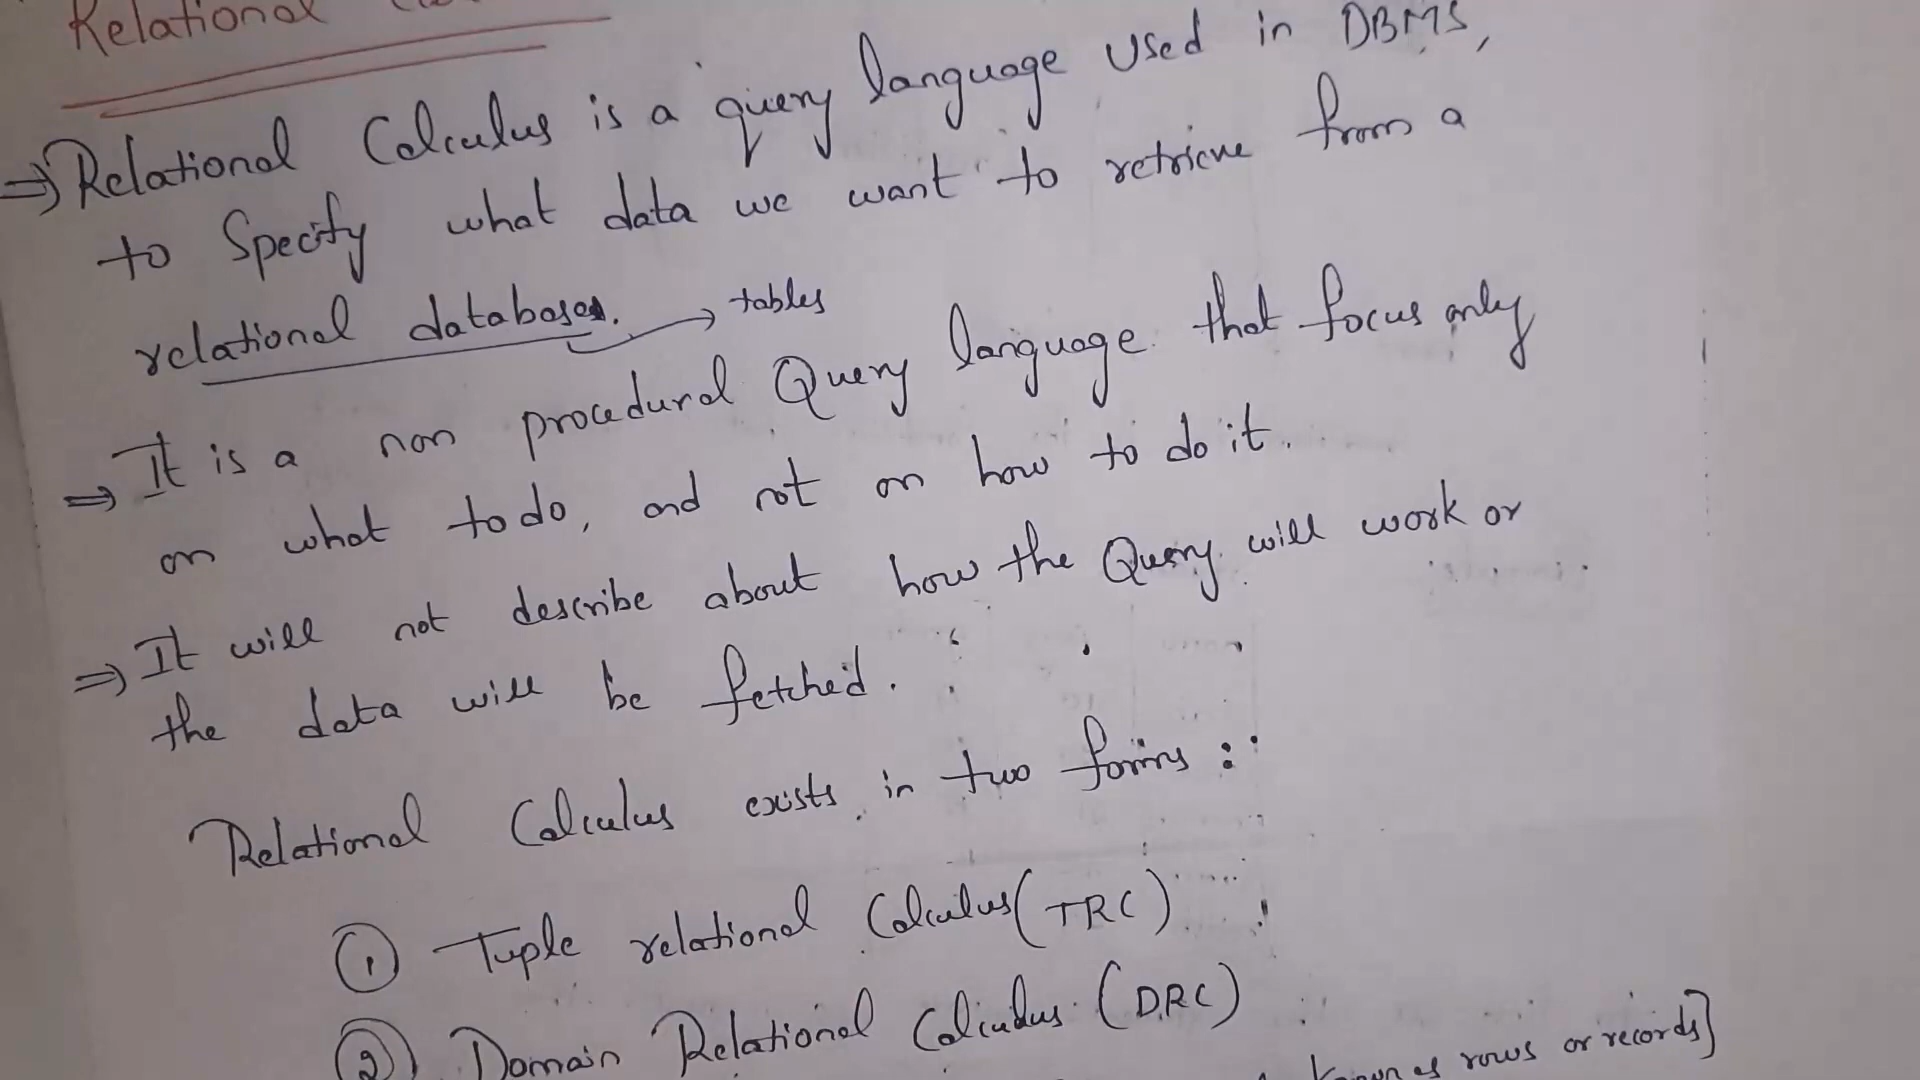 Relational
⇒ Relational Calculus is a query language used in DBMS,
to Specify what data we want to retrieve from a
relational databases. → tables
⇒ It is a non procedural Query language that focus only
on what to do, and not on how to do it.
⇒ It will not describe about how the Query will work or
the data will be fetched.
Relational Calculus exists in two forms :
① Tuple relational Calculus (TRC)
② Domain Relational Calculus (DRC)
known as rows or records]